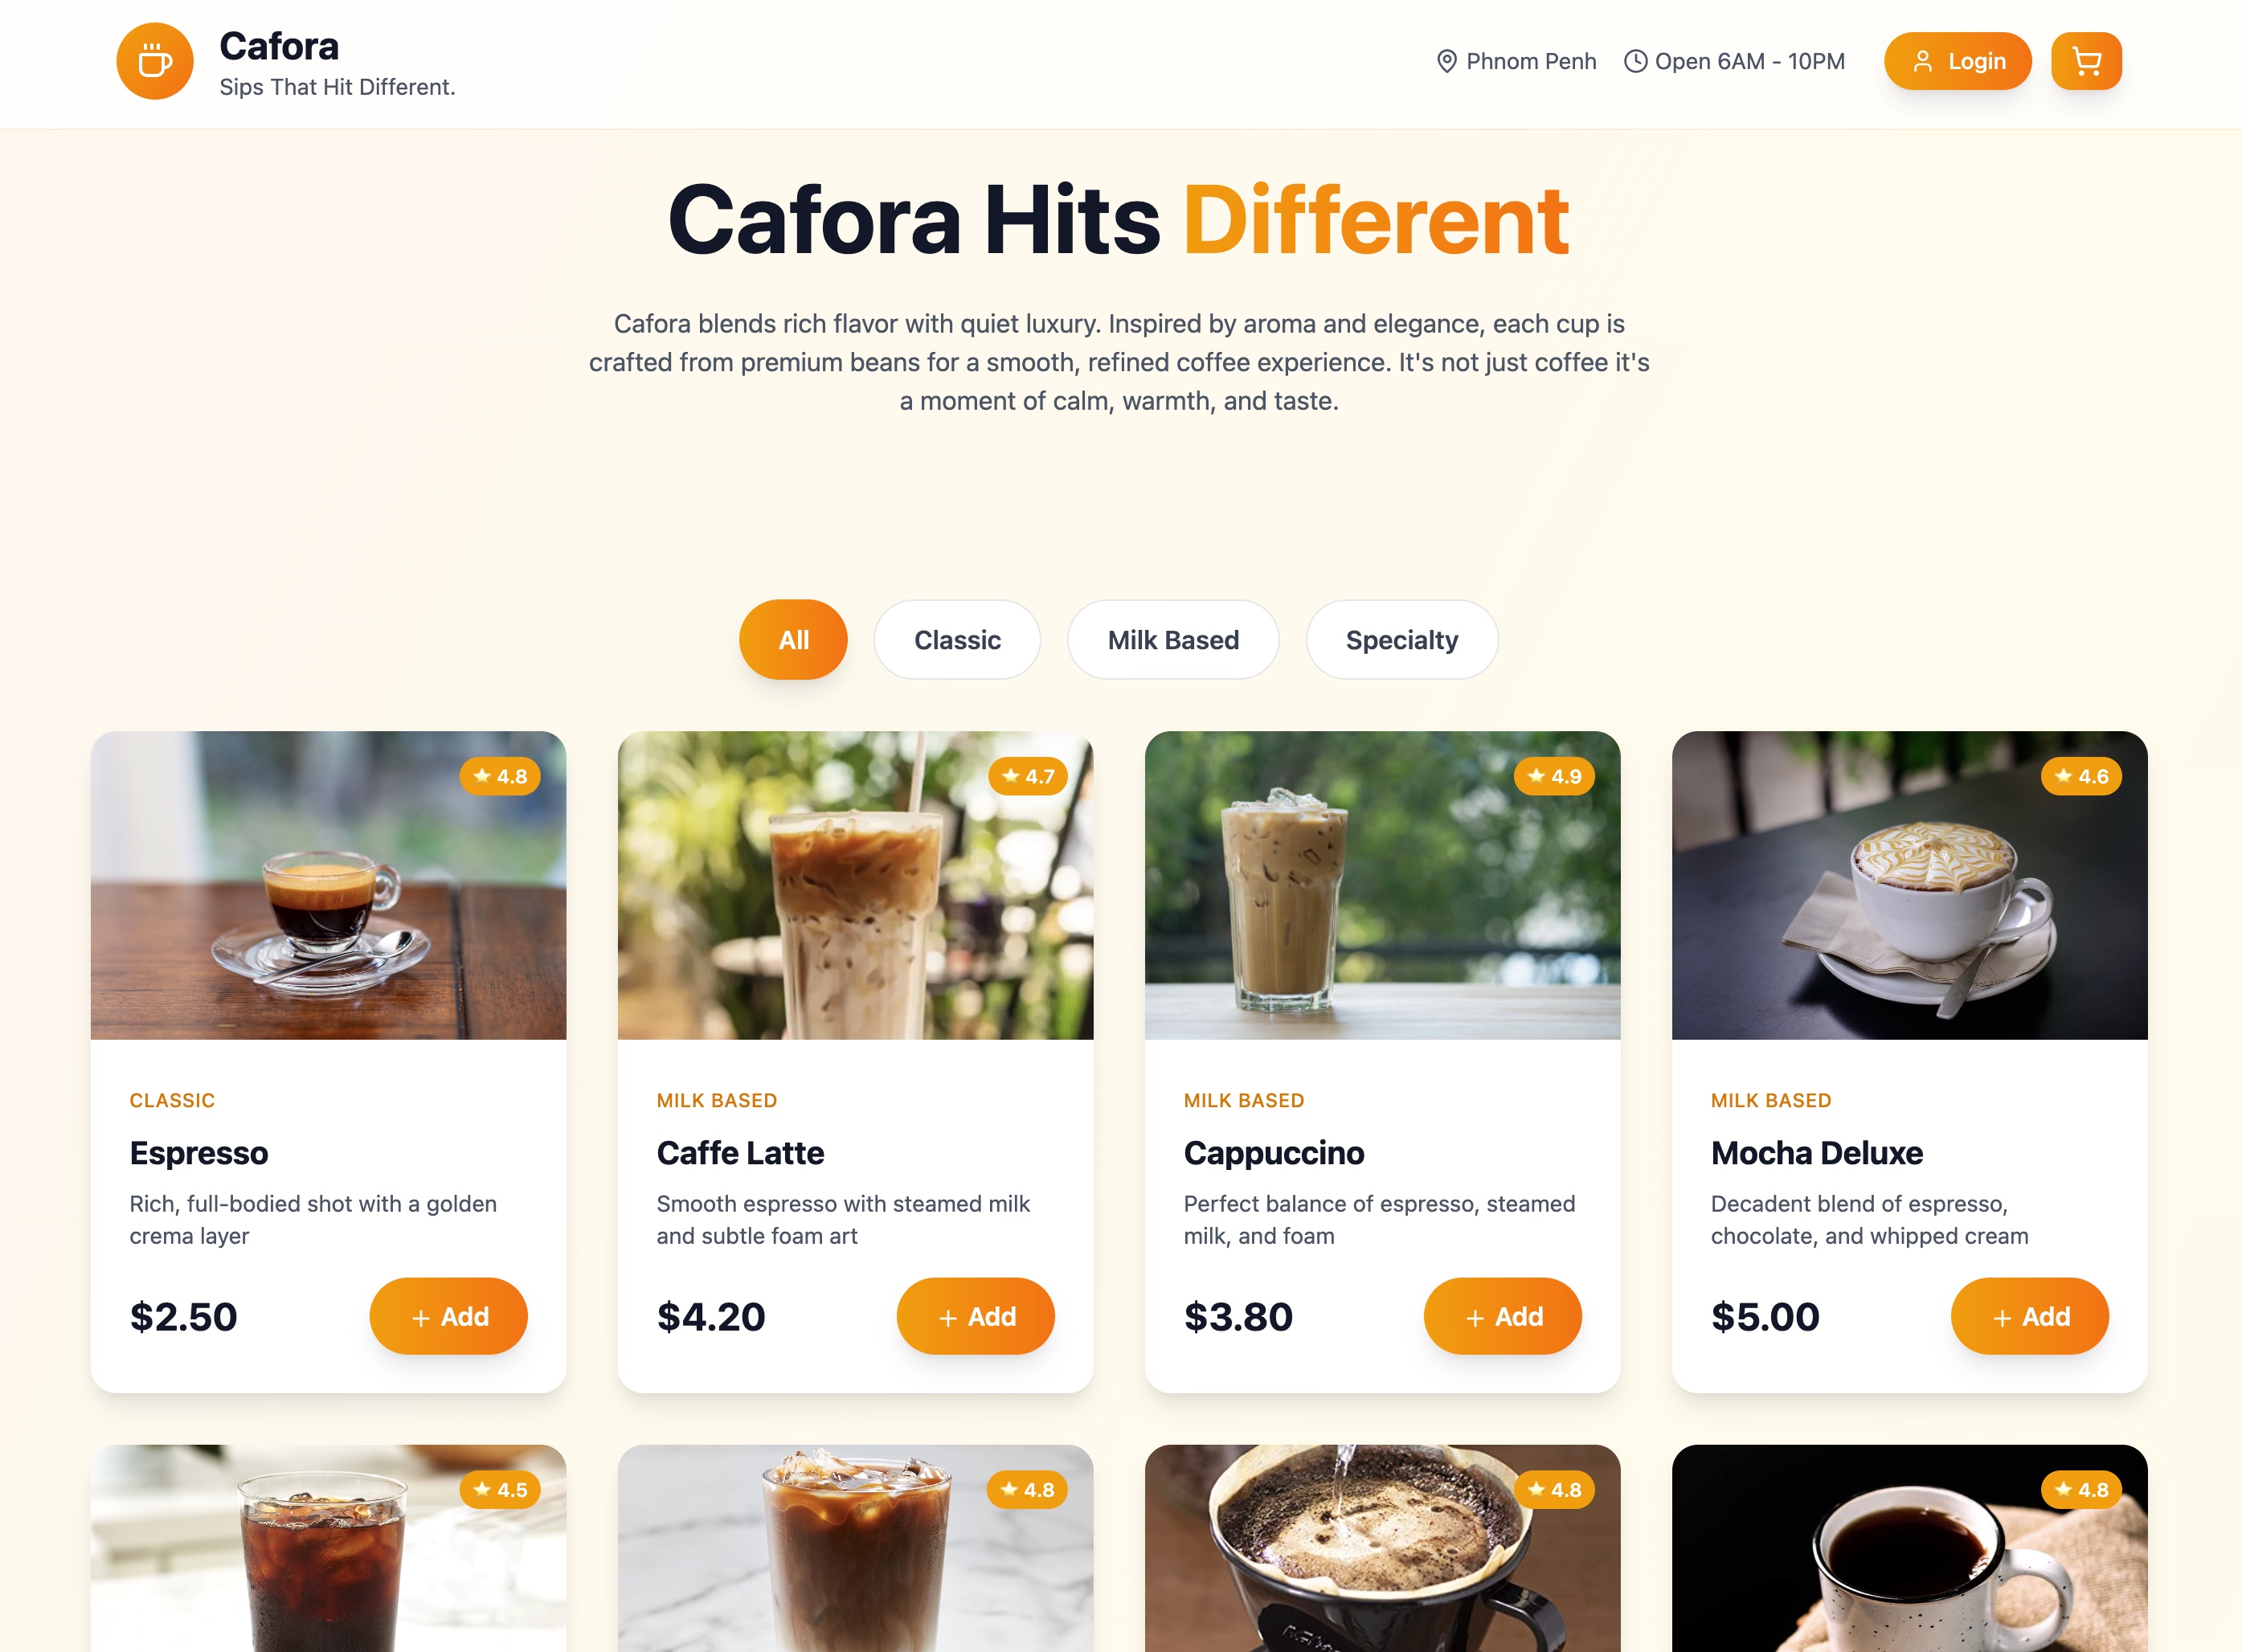 Cafora
Sips That Hit Different.
Phnom Penh
Open 6AM - 10PM
Login
Cafora Hits Different
Cafora blends rich flavor with quiet luxury. Inspired by aroma and elegance, each cup is
crafted from premium beans for a smooth, refined coffee experience. It's not just coffee it's
a moment of calm, warmth, and taste.
All
Classic
Milk Based
Specialty
4.8
4.7
4.9
4.6
CLASSIC
Espresso
Rich, full-bodied shot with a golden
crema layer
$2.50
+ Add
MILK BASED
Caffe Latte
Smooth espresso with steamed milk
and subtle foam art
$4.20
+ Add
MILK BASED
Cappuccino
Perfect balance of espresso, steamed
milk, and foam
$3.80
+ Add
MILK BASED
Mocha Deluxe
Decadent blend of espresso,
chocolate, and whipped cream
$5.00
+ Add
4.5
4.8
4.8
4.8